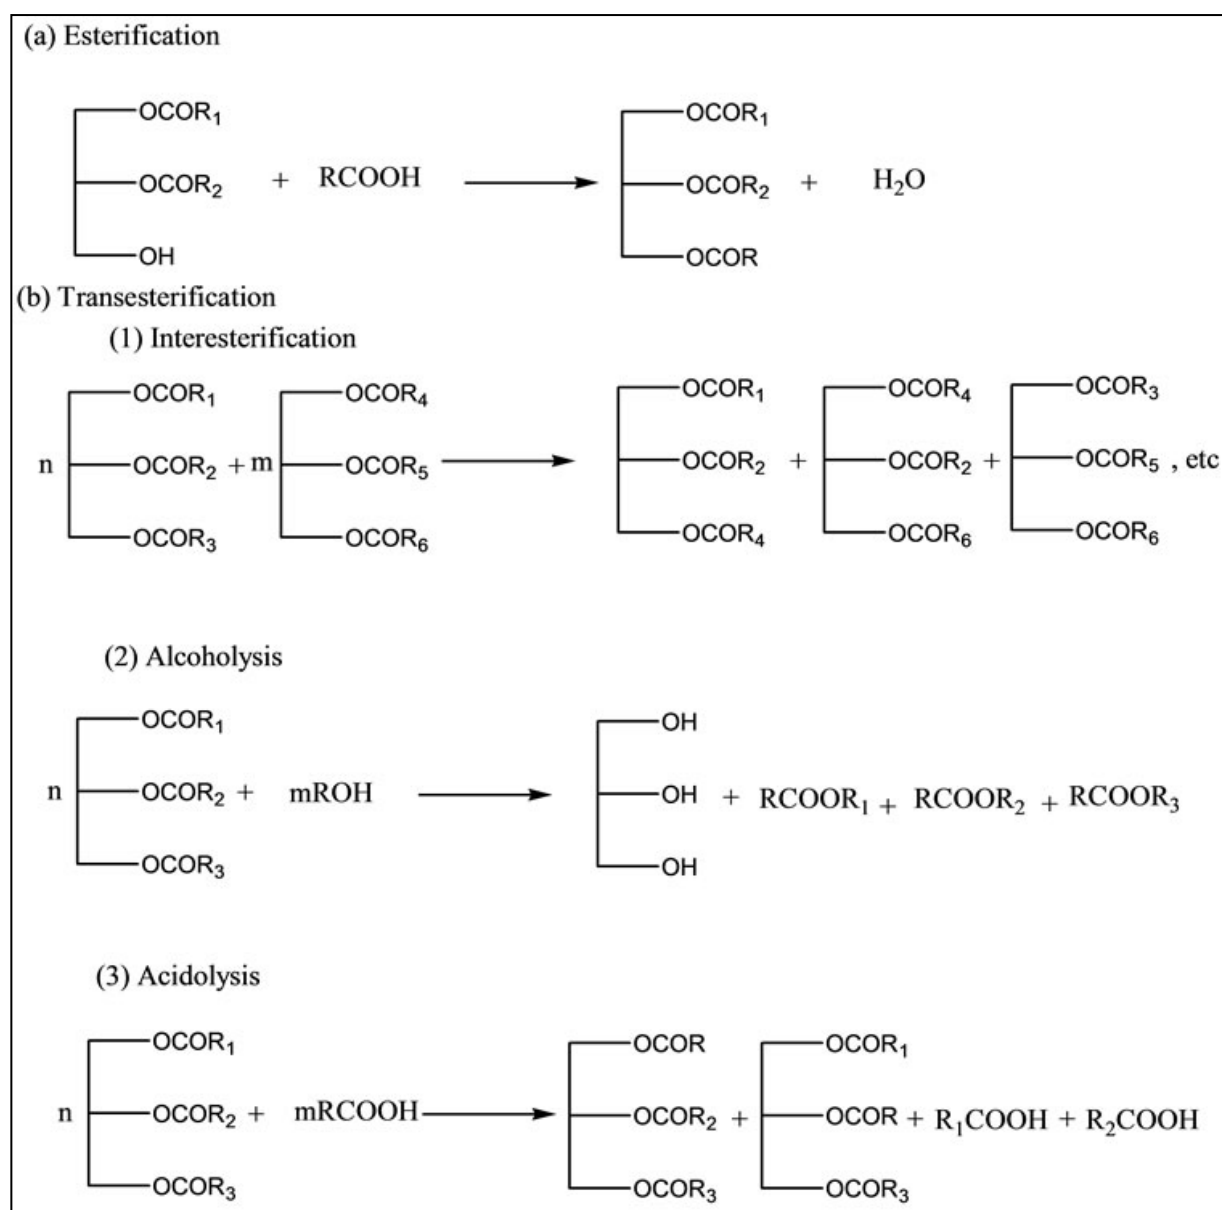 (a) Esterification
OCOR1 OCOR1
OCOR2 + RCOOH OCOR2 + H2O
OH OCOR
(b) Transesterification
(1) Interesterification
OCOR1 OCOR4 OCOR1 OCOR4 OCOR3
n OCOR2 + m OCOR5 OCOR2 + OCOR2 + OCOR5 , etc
OCOR3 OCOR6 OCOR4 OCOR6 OCOR6
(2) Alcoholysis
OCOR1 OH
n OCOR2 + mROH OH + RCOOR1 + RCOOR2 + RCOOR3
OCOR3 OH
(3) Acidolysis
OCOR1 OCOR OCOR1
n OCOR2 + mRCOOH OCOR2 + OCOR + R1COOH + R2COOH
OCOR3 OCOR3 OCOR3